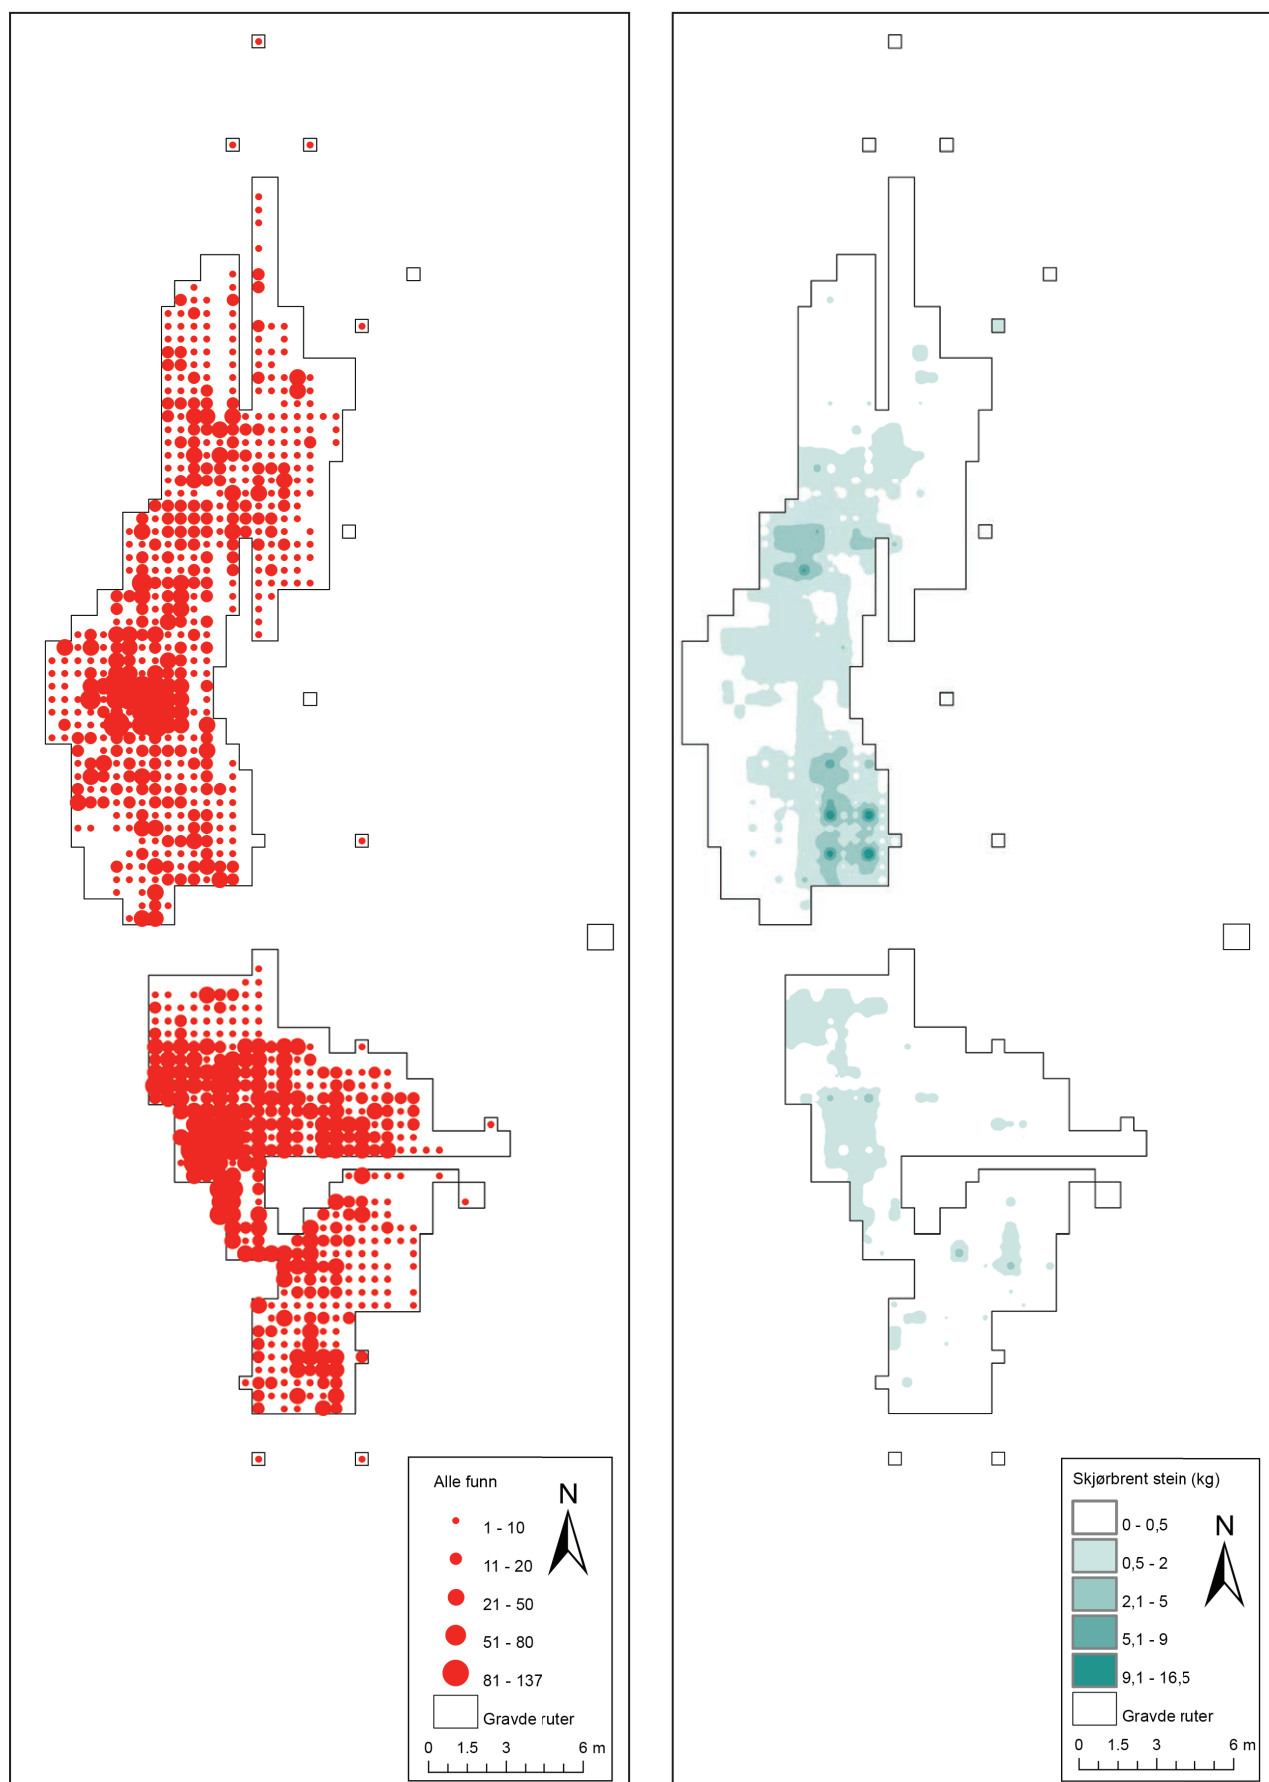 Alle funn
N
1 - 10
11 - 20
21 - 50
51 - 80
81 - 137
Gravde ruter
0 1.5 3 6 m
Skjørbrent stein (kg)
N
0 - 0,5
0,5 - 2
2,1 - 5
5,1 - 9
9,1 - 16,5
Gravde ruter
0 1.5 3 6 m